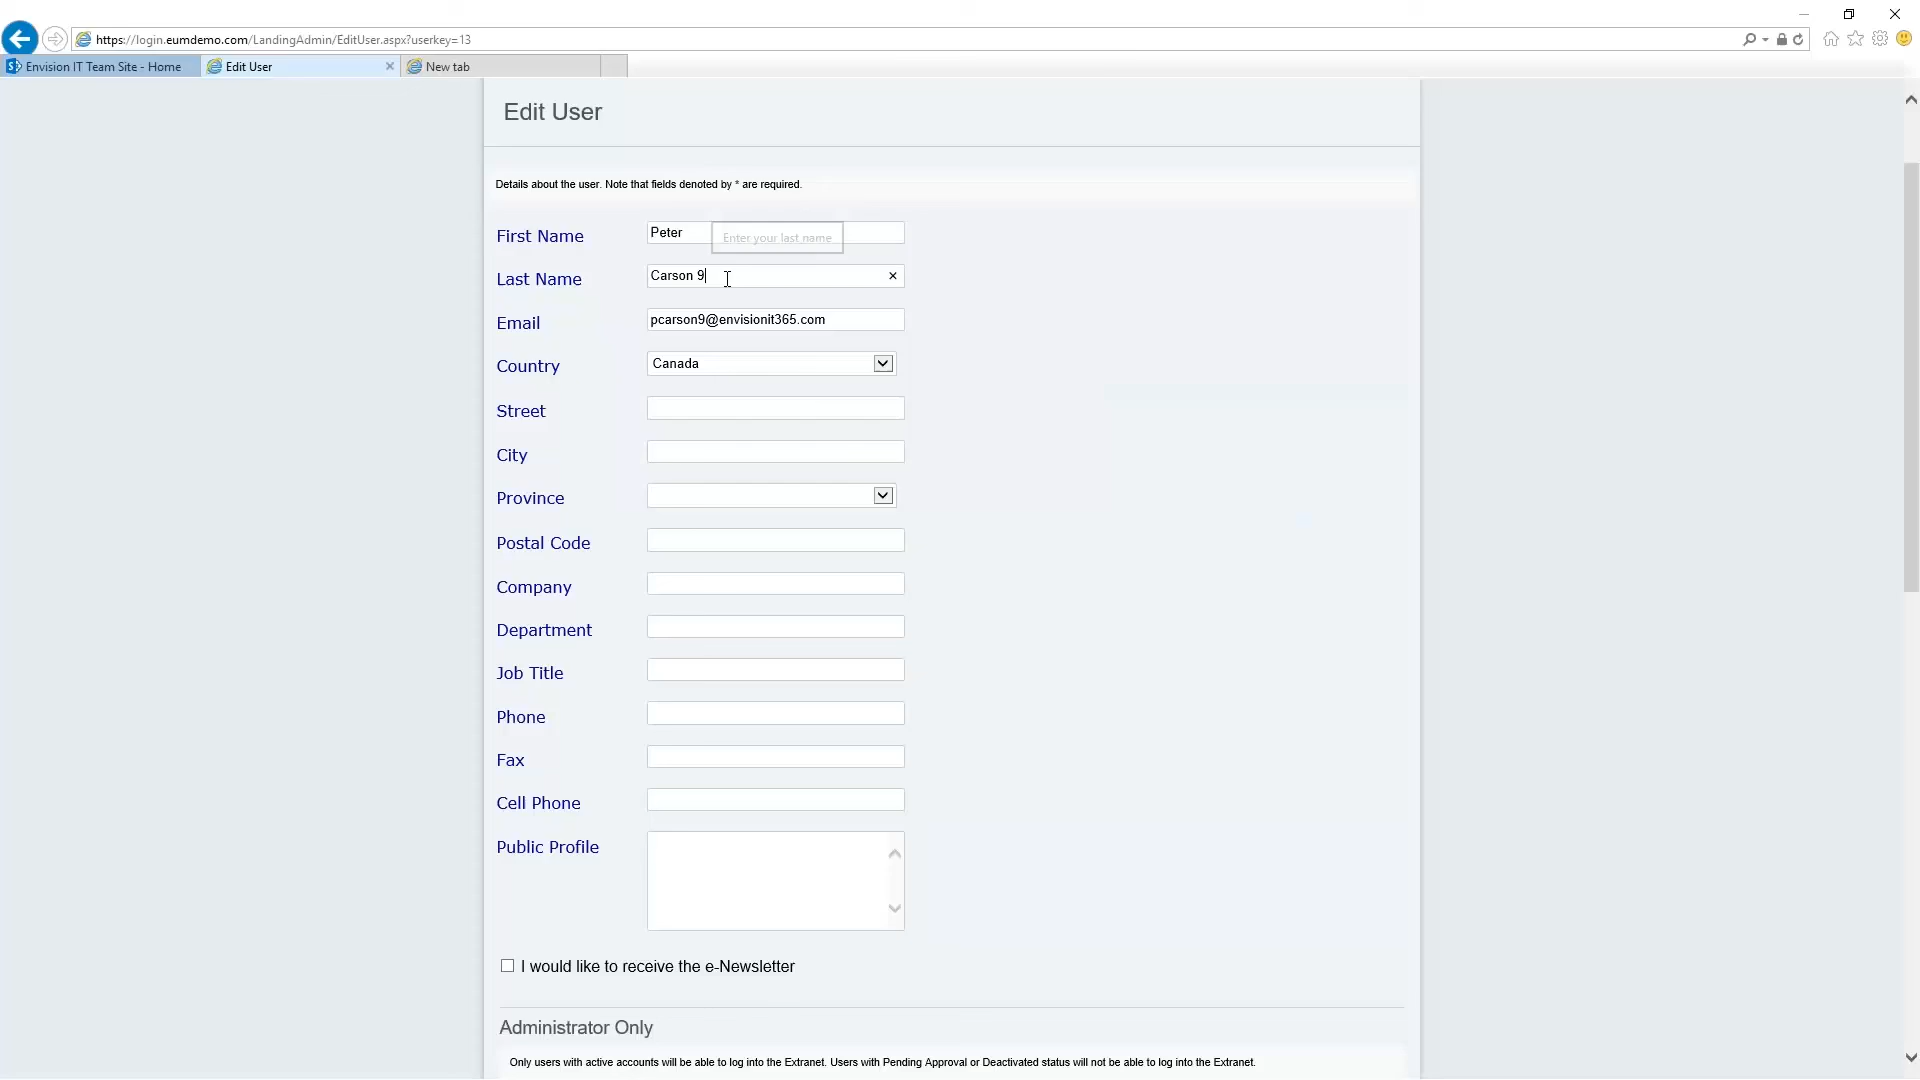 https://login.eumdemo.com/LandingAdmin/EditUser.aspx?userkey=13
Envision IT Team Site - Home
Edit User
New tab
Edit User
Details about the user. Note that fields denoted by * are required.
First Name
Peter
Enter your last name
Last Name
Carson 9
Email
pcarson9@envisionit365.com
Country
Canada
Street
City
Province
Postal Code
Company
Department
Job Title
Phone
Fax
Cell Phone
Public Profile
I would like to receive the e-Newsletter
Administrator Only
Only users with active accounts will be able to log into the Extranet. Users with Pending Approval or Deactivated status will not be able to log into the Extranet.